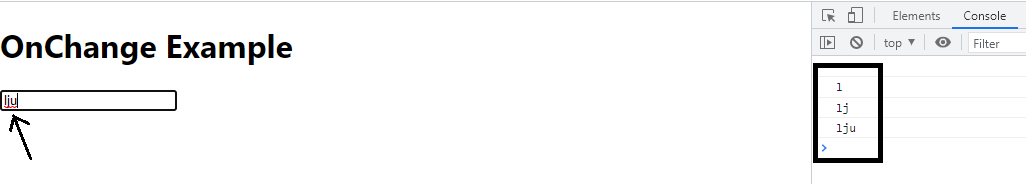 OnChange Example
lju
Elements Console
top ▼ Filter
l
lj
lju
>